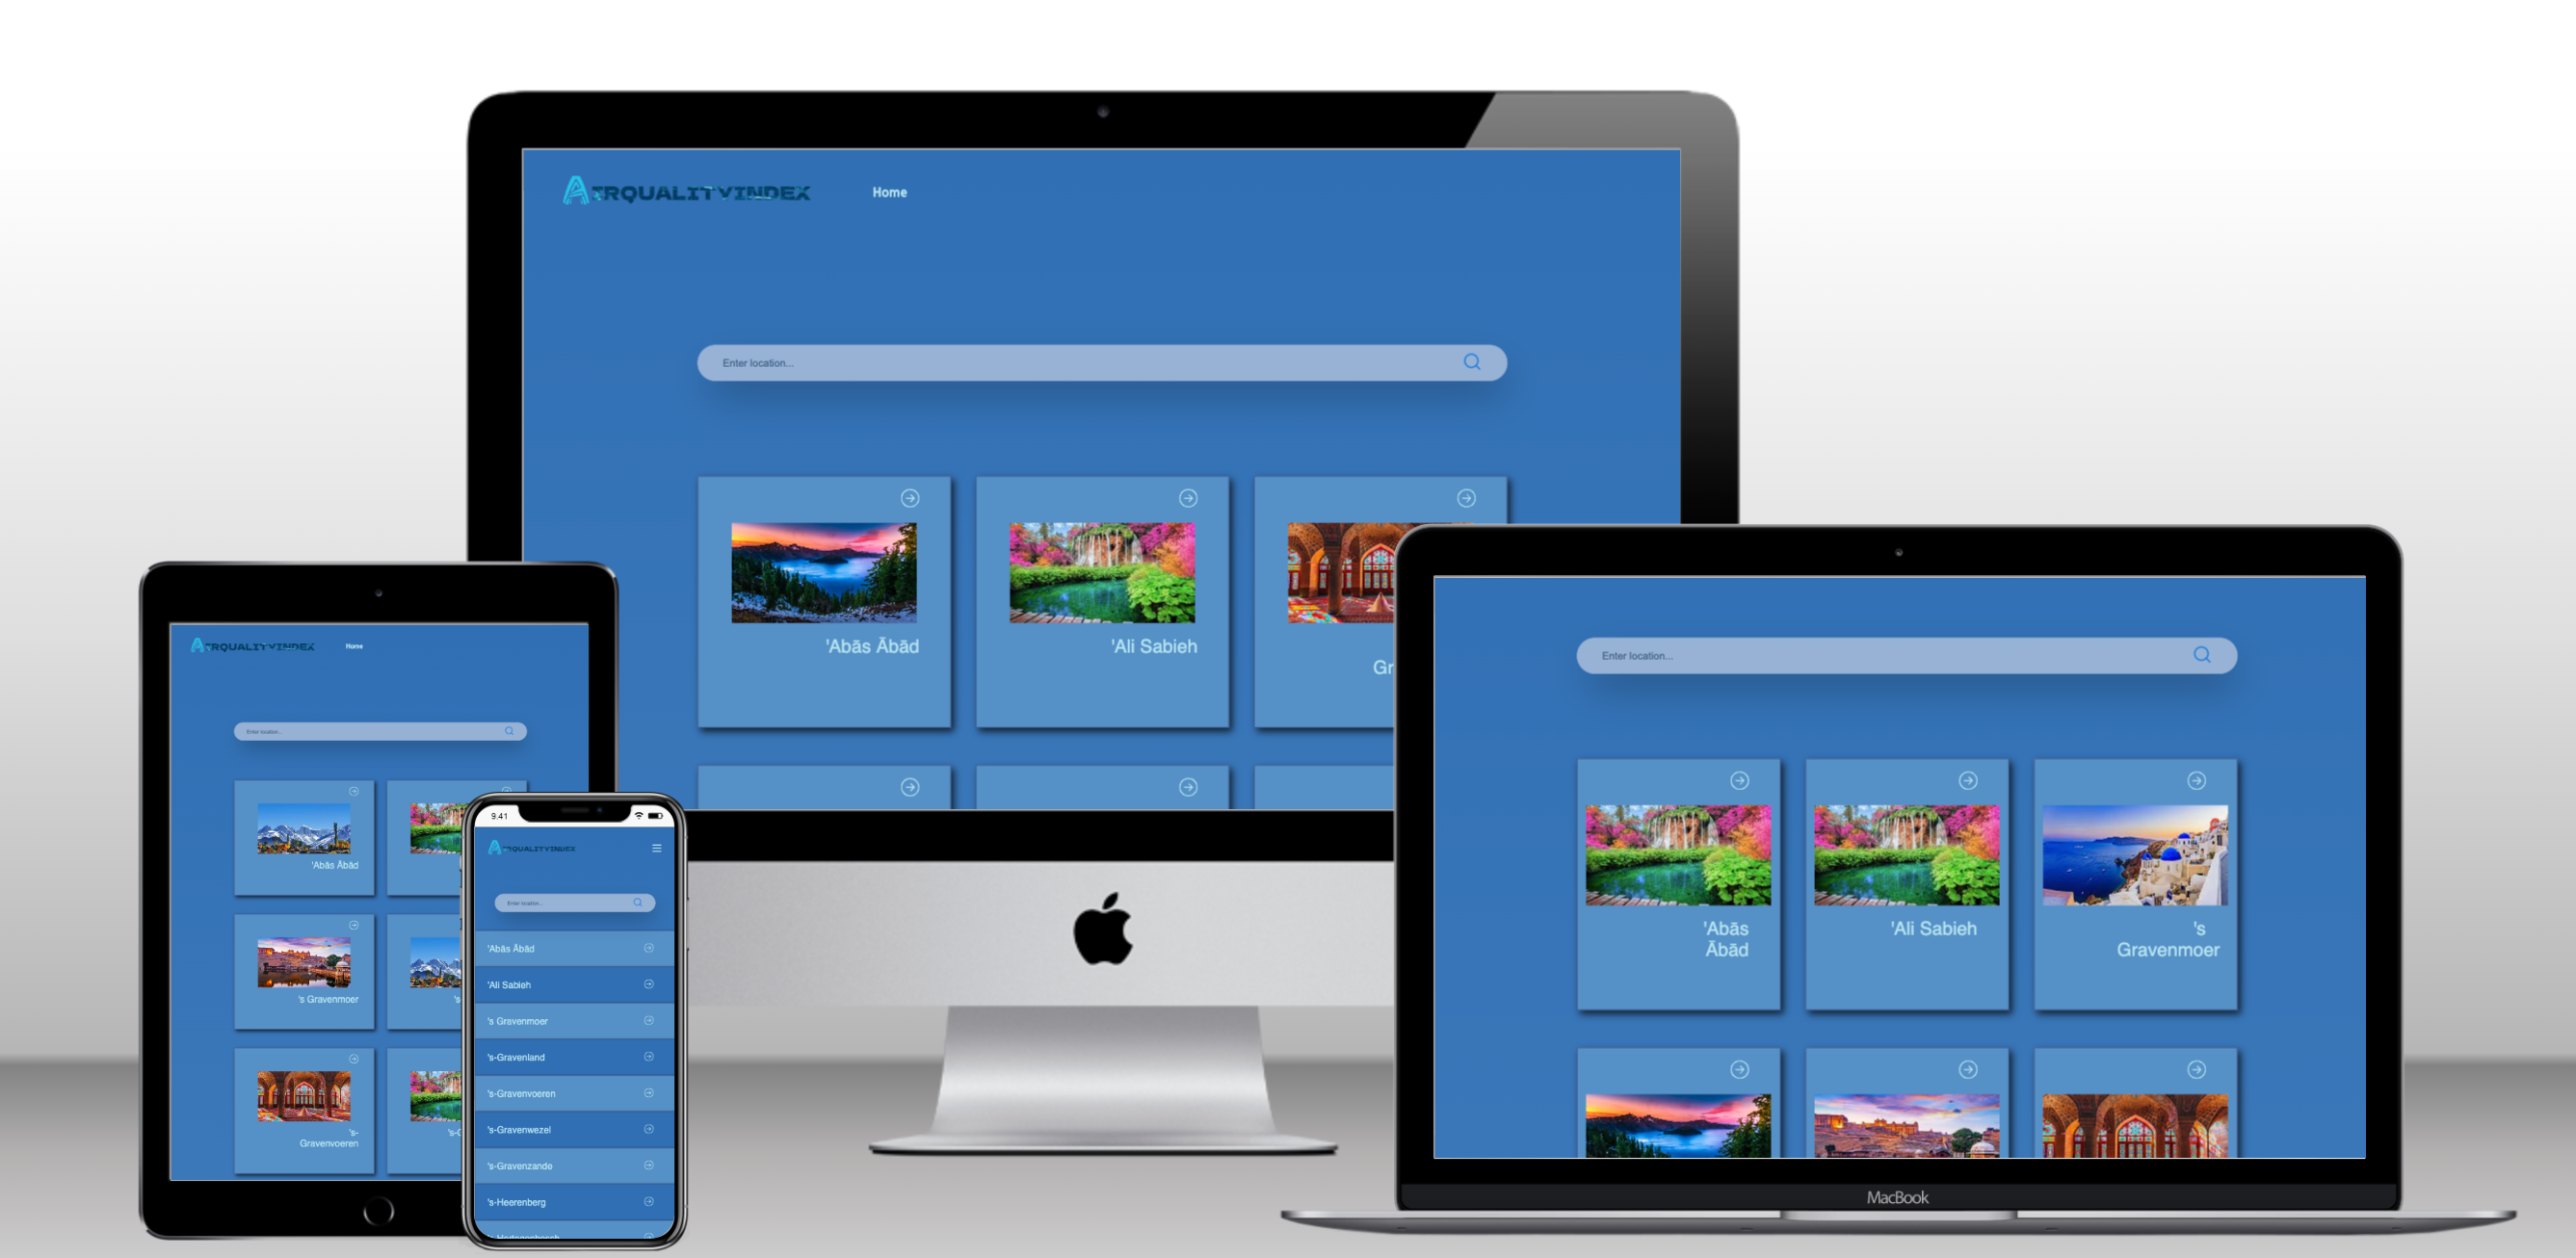 AIRQUALITYINDEX
Home
Enter location...
'Abās Ābād
'Ali Sabieh
Gr
AIRQUALITYINDEX
Home
Enter location...
'Abās Ābād
's Gravenmoer
's
's-
Gravenvoeren
's-G
9.41
AIRQUALITYINDEX
Enter location...
'Abās Ābād
'Ali Sabieh
's Gravenmoer
's-Gravenland
's-Gravenvoeren
's-Gravenwezel
's-Gravenzande
's-Heerenberg
's-Hertogenbosch
Enter location...
'Abās
Ābād
'Ali Sabieh
's
Gravenmoer
MacBook